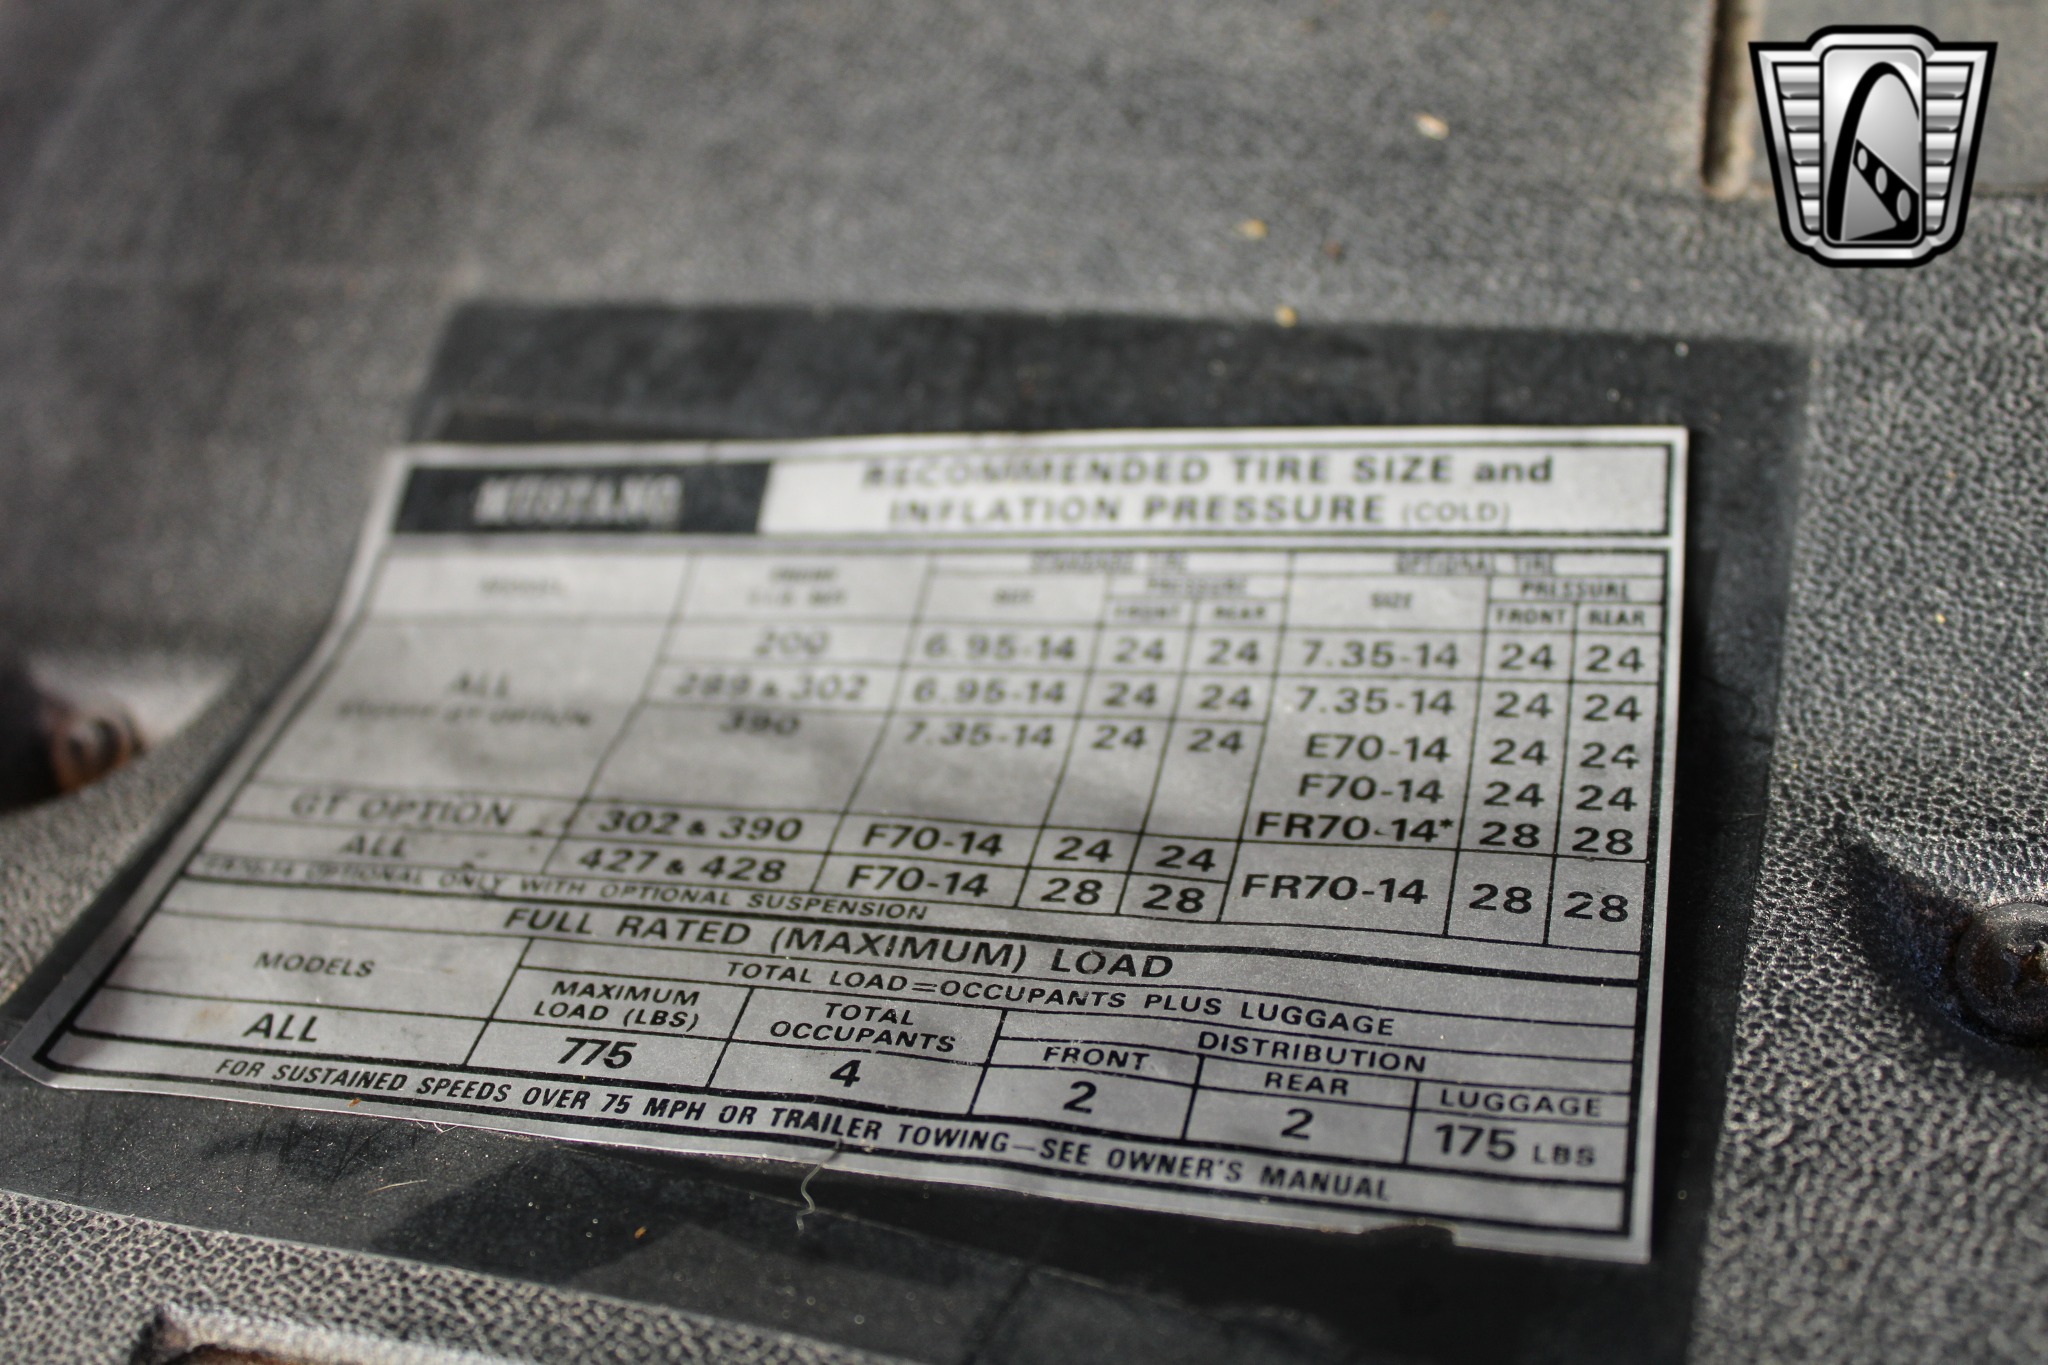 MUSTANG
RECOMMENDED TIRE SIZE and
INFLATION PRESSURE (COLD)
MODEL
STANDARD TIRE
OPTIONAL TIRE
PRESSURE
SIZE
PRESSURE
FRONT REAR
FRONT REAR
200 6.95-14 24 24 7.35-14 24 24
ALL
289 & 302 6.95-14 24 24 7.35-14 24 24
390 7.35-14 24 24 E70-14 24 24
F70-14 24 24
FR70-14* 28 28
GT OPTION 302 & 390 F70-14 24 24
ALL 427 & 428 F70-14 28 28 FR70-14 28 28
OPTIONAL ONLY WITH OPTIONAL SUSPENSION
FULL RATED (MAXIMUM) LOAD
MODELS
TOTAL LOAD=OCCUPANTS PLUS LUGGAGE
MAXIMUM
LOAD (LBS)
TOTAL
OCCUPANTS
DISTRIBUTION
FRONT REAR LUGGAGE
ALL 775 4 2 2 175 LBS
FOR SUSTAINED SPEEDS OVER 75 MPH OR TRAILER TOWING—SEE OWNER'S MANUAL